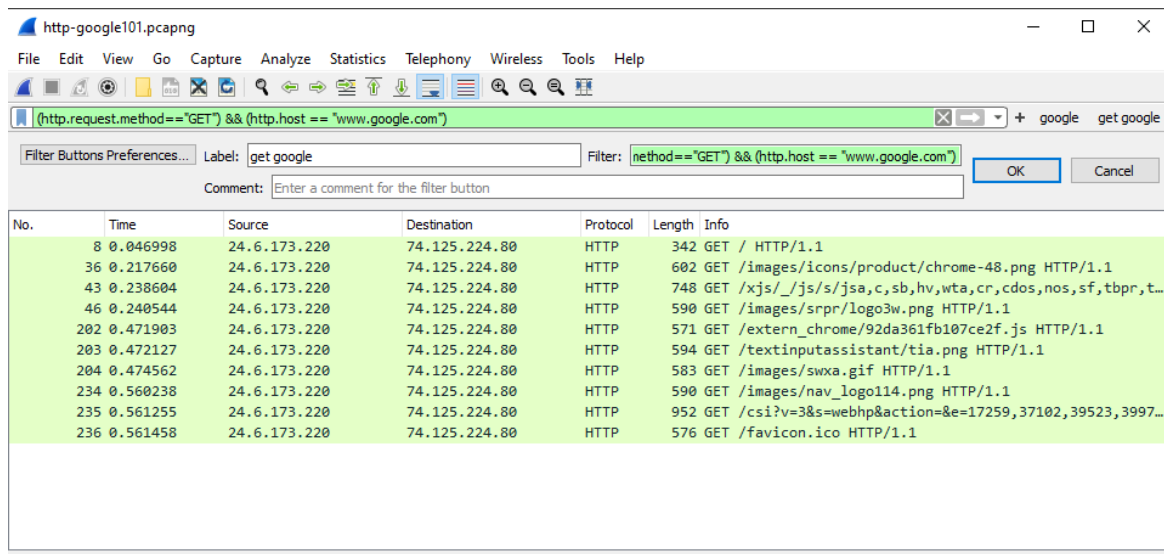 http-google101.pcapng
File Edit View Go Capture Analyze Statistics Telephony Wireless Tools Help
(http.request.method=="GET") && (http.host == "www.google.com") + google get google
Filter Buttons Preferences... Label: get google Filter: nethod=="GET") && (http.host == "www.google.com") OK Cancel
Comment: Enter a comment for the filter button
No. Time Source Destination Protocol Length Info
8 0.046998 24.6.173.220 74.125.224.80 HTTP 342 GET / HTTP/1.1
36 0.217660 24.6.173.220 74.125.224.80 HTTP 602 GET /images/icons/product/chrome-48.png HTTP/1.1
43 0.238604 24.6.173.220 74.125.224.80 HTTP 748 GET /xjs/_/js/s/jsa,c,sb,hv,wta,cr,cdos,nos,sf,tbpr,t…
46 0.240544 24.6.173.220 74.125.224.80 HTTP 590 GET /images/srpr/logo3w.png HTTP/1.1
202 0.471903 24.6.173.220 74.125.224.80 HTTP 571 GET /extern_chrome/92da361fb107ce2f.js HTTP/1.1
203 0.472127 24.6.173.220 74.125.224.80 HTTP 594 GET /textinputassistant/tia.png HTTP/1.1
204 0.474562 24.6.173.220 74.125.224.80 HTTP 583 GET /images/swxa.gif HTTP/1.1
234 0.560238 24.6.173.220 74.125.224.80 HTTP 590 GET /images/nav_logo114.png HTTP/1.1
235 0.561255 24.6.173.220 74.125.224.80 HTTP 952 GET /csi?v=3&s=webhp&action=&e=17259,37102,39523,3997…
236 0.561458 24.6.173.220 74.125.224.80 HTTP 576 GET /favicon.ico HTTP/1.1